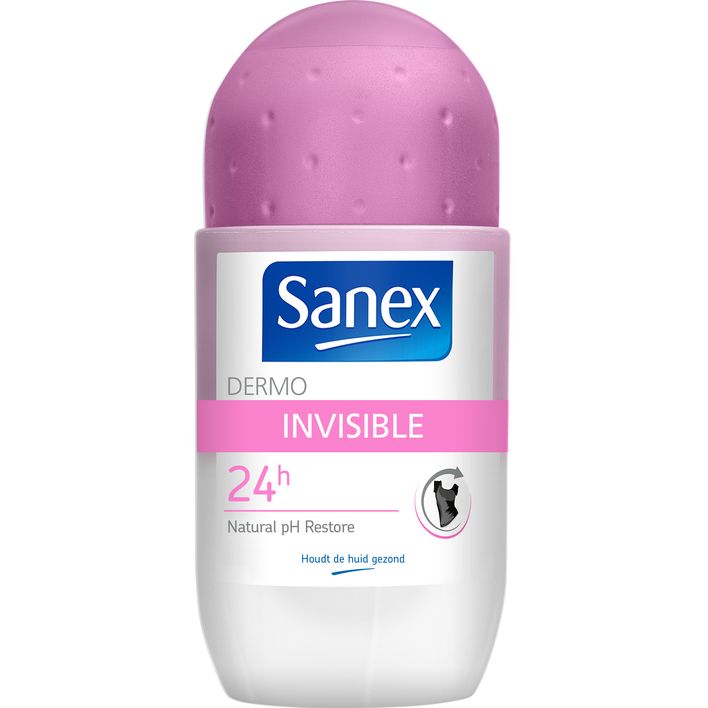 Sanex
DERMO
INVISIBLE
24h
Natural pH Restore
Houdt de huid gezond